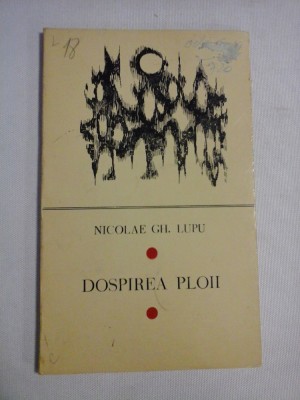 18
NICOLAE GH. LUPU
DOSPIREA PLOII